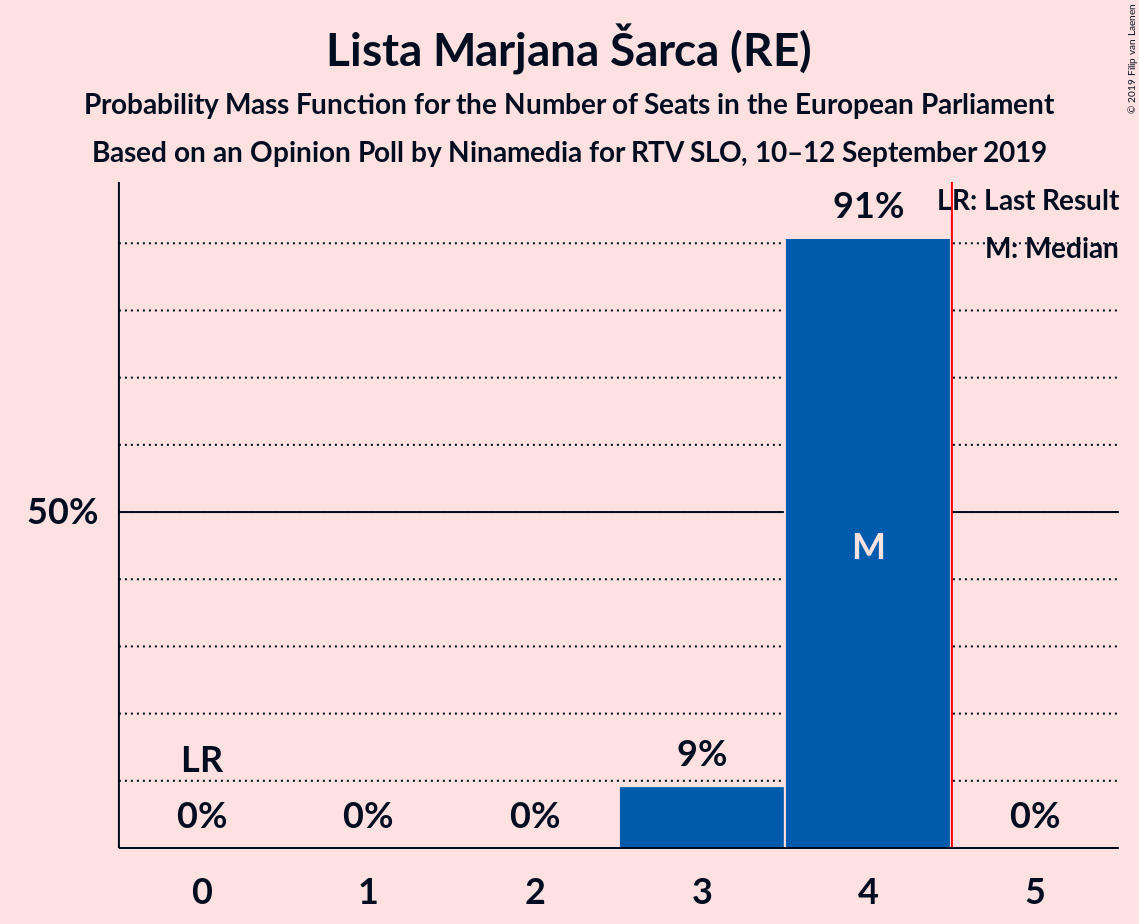 Lista Marjana Šarca (RE)
Probability Mass Function for the Number of Seats in the European Parliament
Based on an Opinion Poll by Ninamedia for RTV SLO, 10–12 September 2019
© 2019 Filip van Laenen
LR: Last Result
M: Median
91%
50%
M
LR
9%
0% 0% 0% 0%
0 1 2 3 4 5